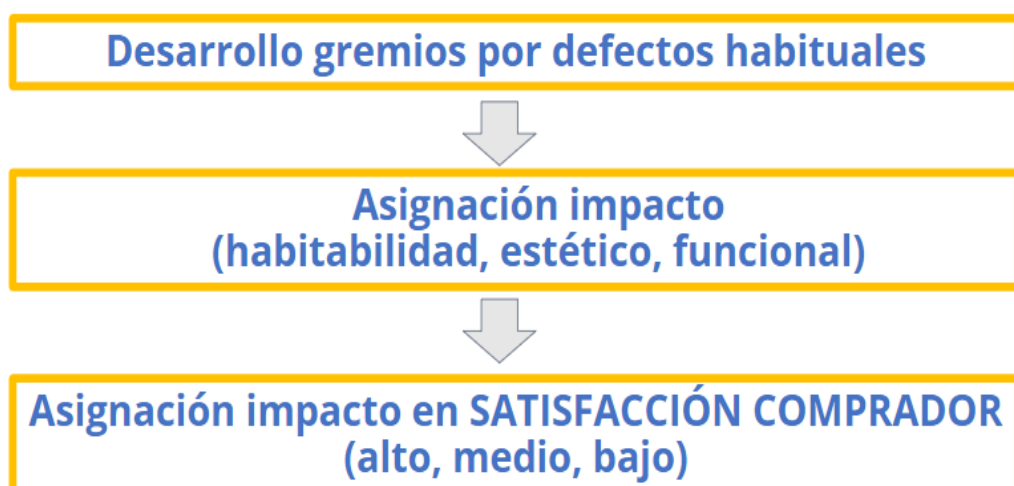 Desarrollo gremios por defectos habituales
Asignación impacto
(habitabilidad, estético, funcional)
Asignación impacto en SATISFACCIÓN COMPRADOR
(alto, medio, bajo)